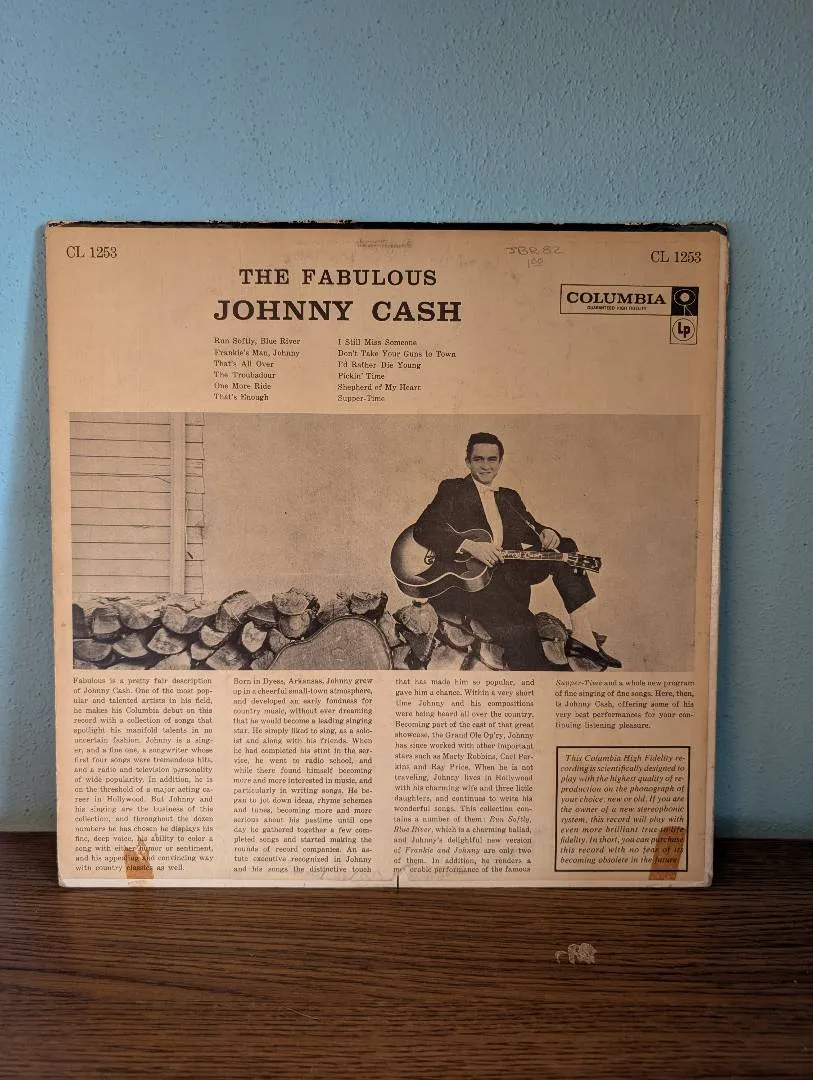 CL 1253
JBR 82
1.00
CL 1253
THE FABULOUS
JOHNNY CASH
COLUMBIA
GUARANTEED HIGH FIDELITY
Lp
Run Softly, Blue River
Frankie's Man, Johnny
That's All Over
The Troubadour
One More Ride
That's Enough
I Still Miss Someone
Don't Take Your Guns to Town
I'd Rather Die Young
Pickin' Time
Shepherd of My Heart
Supper-Time
Fabulous is a pretty fair description
of Johnny Cash. One of the most pop-
ular and talented artists in his field,
he makes his Columbia debut on this
record with a collection of songs that
spotlight his manifold talents in no
uncertain fashion. Johnny is a sing-
er, and a fine one, a songwriter whose
first four songs were tremendous hits,
and a radio and television personality
of wide popularity. In addition, he is
on the threshold of a major acting ca-
reer in Hollywood. But Johnny and
his singing are the business of this
collection, and throughout the dozen
numbers he has chosen he displays his
fine, deep voice, his ability to color a
song with either humor or sentiment,
and his appealing and convincing way
with country classics as well.
Born in Dyess, Arkansas, Johnny grew
up in a cheerful small-town atmosphere,
and developed an early fondness for
country music, without ever dreaming
that he would become a leading singing
star. He simply liked to sing, as a solo-
ist and along with his friends. When
he had completed his stint in the ser-
vice, he went to radio school, and
while there found himself becoming
more and more interested in music, and
particularly in writing songs. He be-
gan to jot down ideas, rhyme schemes
and tunes, becoming more and more
serious about his pastime until one
day he gathered together a few com-
pleted songs and started making the
rounds of record companies. An as-
tute executive recognized in Johnny
and his songs the distinctive touch
that has made him so popular, and
gave him a chance. Within a very short
time Johnny and his compositions
were being heard all over the country.
Becoming part of the cast of that great
showcase, the Grand Ole Op'ry, Johnny
has since worked with other important
stars such as Marty Robbins, Carl Per-
kins and Ray Price. When he is not
traveling, Johnny lives in Hollywood
with his charming wife and three little
daughters, and continues to write his
wonderful songs. This collection con-
tains a number of them: Run Softly,
Blue River, which is a charming ballad,
and Johnny's delightful new version
of Frankie and Johnny are only two
of them. In addition, he renders a
me orable performance of the famous
Supper-Time and a whole new program
of fine singing of fine songs. Here, then,
is Johnny Cash, offering some of his
very best performances for your con-
tinuing listening pleasure.
This Columbia High Fidelity re-
cording is scientifically designed to
play with the highest quality of re-
production on the phonograph of
your choice, new or old. If you are
the owner of a new stereophonic
system, this record will play with
even more brilliant true-to-life
fidelity. In short, you can purchase
this record with no fear of its
becoming obsolete in the future.